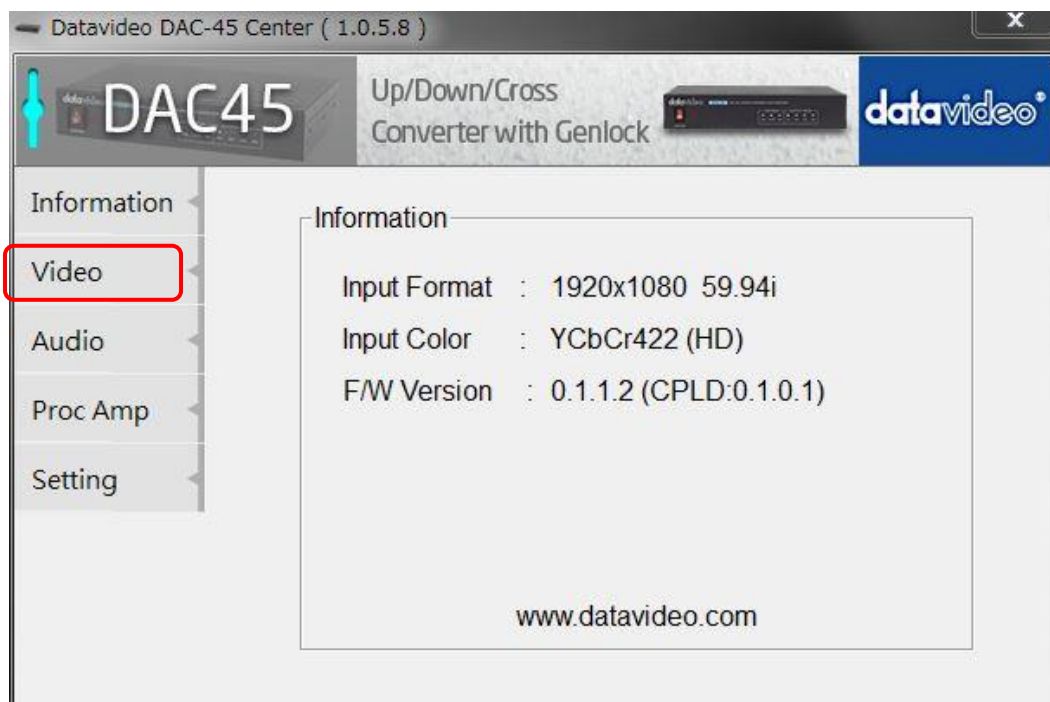 Datavideo DAC-45 Center ( 1.0.5.8 )
x
DAC45
Up/Down/Cross
Converter with Genlock
datavideo
Information
Video
Audio
Proc Amp
Setting
Information
Input Format : 1920x1080 59.94i
Input Color : YCbCr422 (HD)
F/W Version : 0.1.1.2 (CPLD:0.1.0.1)
www.datavideo.com